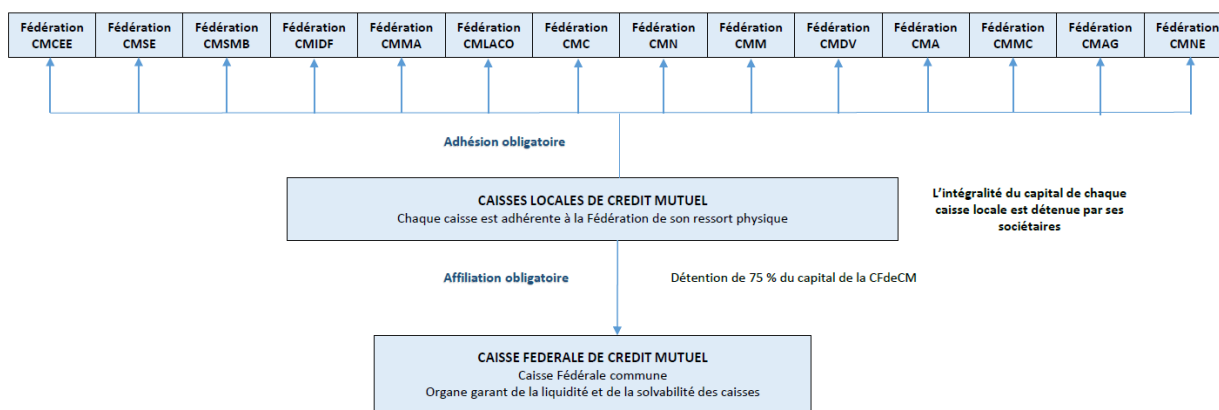 Fédération CMCEE
Fédération CMSE
Fédération CMSMB
Fédération CMIDF
Fédération CMMA
Fédération CMLACO
Fédération CMC
Fédération CMN
Fédération CMM
Fédération CMDV
Fédération CMA
Fédération CMMC
Fédération CMAG
Fédération CMNE
Adhésion obligatoire
CAISSES LOCALES DE CREDIT MUTUEL
Chaque caisse est adhérente à la Fédération de son ressort physique
L’intégralité du capital de chaque
caisse locale est détenue par ses
sociétaires
Affiliation obligatoire
Détention de 75 % du capital de la CFdeCM
CAISSE FEDERALE DE CREDIT MUTUEL
Caisse Fédérale commune
Organe garant de la liquidité et de la solvabilité des caisses